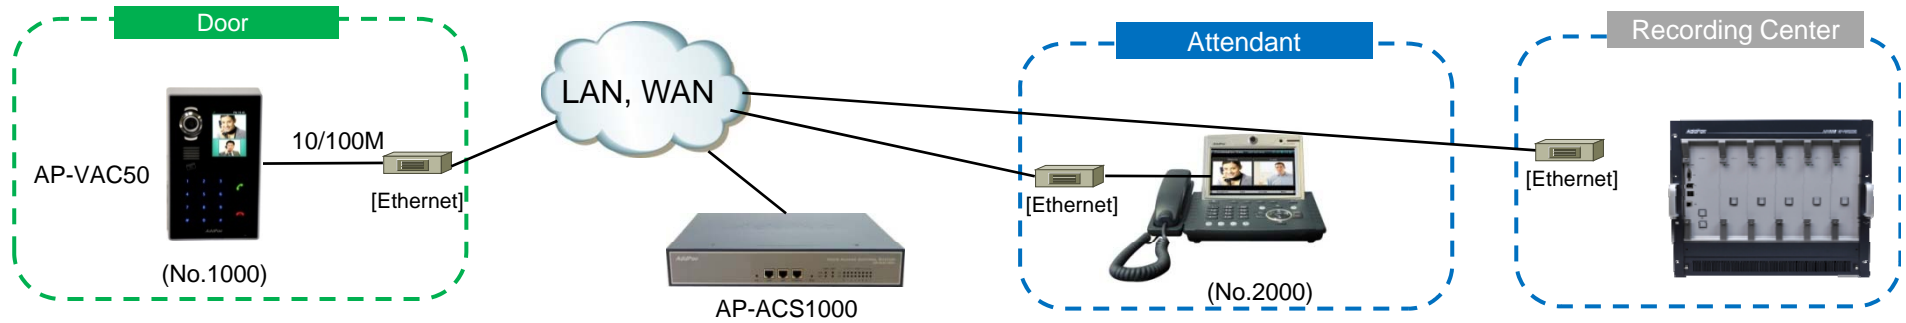 Door
Attendant
Recording Center
LAN, WAN
10/100M
AP-VAC50
[Ethernet]
[Ethernet]
[Ethernet]
(No.1000)
AddPac
AP-ACS1000
(No.2000)